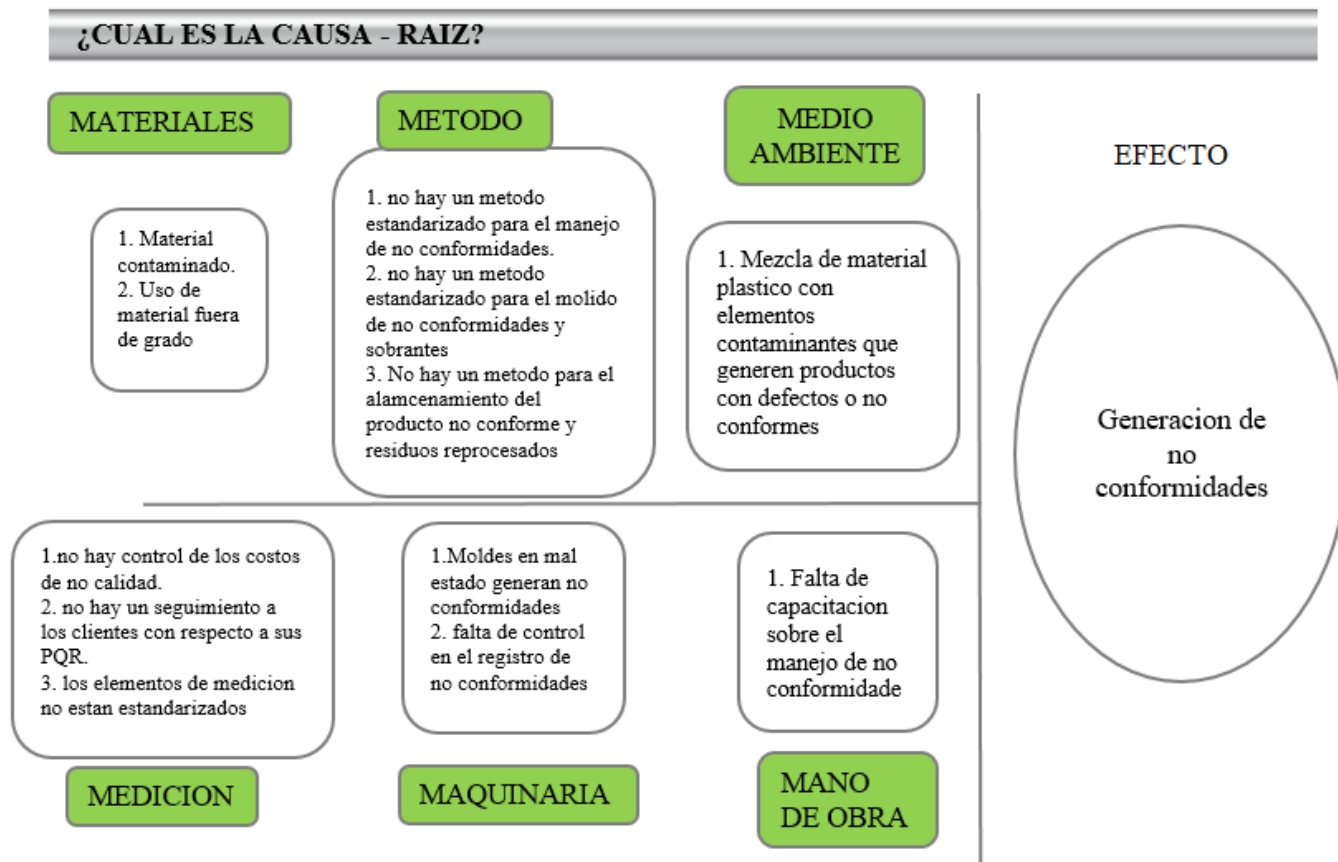 ¿CUAL ES LA CAUSA - RAIZ?
MATERIALES
1. Material
contaminado.
2. Uso de
material fuera
de grado
METODO
1. no hay un metodo
estandarizado para el manejo
de no conformidades.
2. no hay un metodo
estandarizado para el molido
de no conformidades y
sobrantes
3. No hay un metodo para el
alamcenamiento del
producto no conforme y
residuos reprocesados
MEDIO
AMBIENTE
1. Mezcla de material
plastico con
elementos
contaminantes que
generen productos
con defectos o no
conformes
EFECTO
Generacion de
no
conformidades
1.no hay control de los costos
de no calidad.
2. no hay un seguimiento a
los clientes con respecto a sus
PQR.
3. los elementos de medicion
no estan estandarizados
MEDICION
1.Moldes en mal
estado generan no
conformidades
2. falta de control
en el registro de
no conformidades
MAQUINARIA
1. Falta de
capacitacion
sobre el
manejo de no
conformidade
MANO
DE OBRA